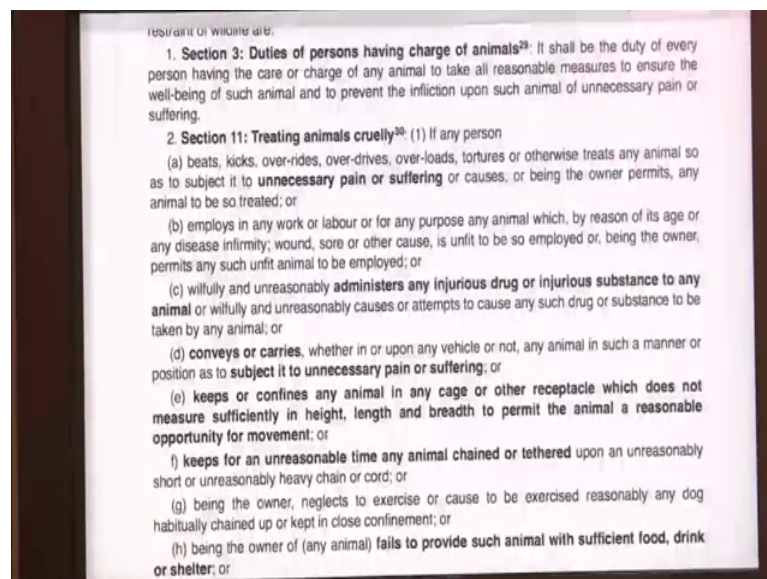 restraint of wildlife are:
1. Section 3: Duties of persons having charge of animals²⁹: It shall be the duty of every
person having the care or charge of any animal to take all reasonable measures to ensure the
well-being of such animal and to prevent the infliction upon such animal of unnecessary pain or
suffering.
2. Section 11: Treating animals cruelly³⁰: (1) If any person
(a) beats, kicks, over-rides, over-drives, over-loads, tortures or otherwise treats any animal so
as to subject it to unnecessary pain or suffering or causes, or being the owner permits, any
animal to be so treated; or
(b) employs in any work or labour or for any purpose any animal which, by reason of its age or
any disease infirmity; wound, sore or other cause, is unfit to be so employed or, being the owner,
permits any such unfit animal to be employed; or
(c) wilfully and unreasonably administers any injurious drug or injurious substance to any
animal or wilfully and unreasonably causes or attempts to cause any such drug or substance to be
taken by any animal; or
(d) conveys or carries, whether in or upon any vehicle or not, any animal in such a manner or
position as to subject it to unnecessary pain or suffering; or
(e) keeps or confines any animal in any cage or other receptacle which does not
measure sufficiently in height, length and breadth to permit the animal a reasonable
opportunity for movement; or
f) keeps for an unreasonable time any animal chained or tethered upon an unreasonably
short or unreasonably heavy chain or cord; or
(g) being the owner, neglects to exercise or cause to be exercised reasonably any dog
habitually chained up or kept in close confinement; or
(h) being the owner of (any animal) fails to provide such animal with sufficient food, drink
or shelter; or